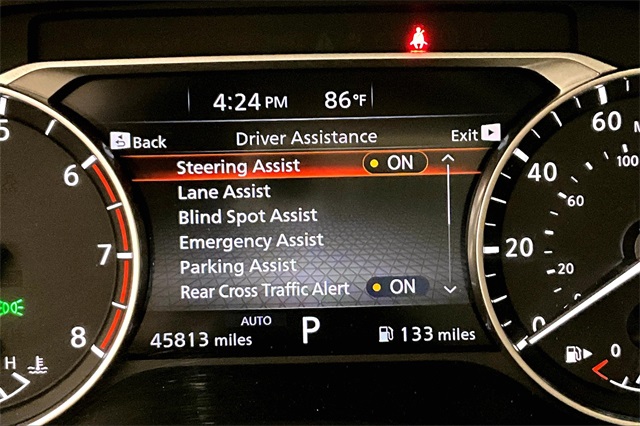 4:24 PM 86°F
Back Driver Assistance Exit
Steering Assist ON
Lane Assist
Blind Spot Assist
Emergency Assist
Parking Assist
Rear Cross Traffic Alert ON
AUTO
45813 miles P 133 miles
5
6
7
8
H
60
40
20
0
100
60
20
0